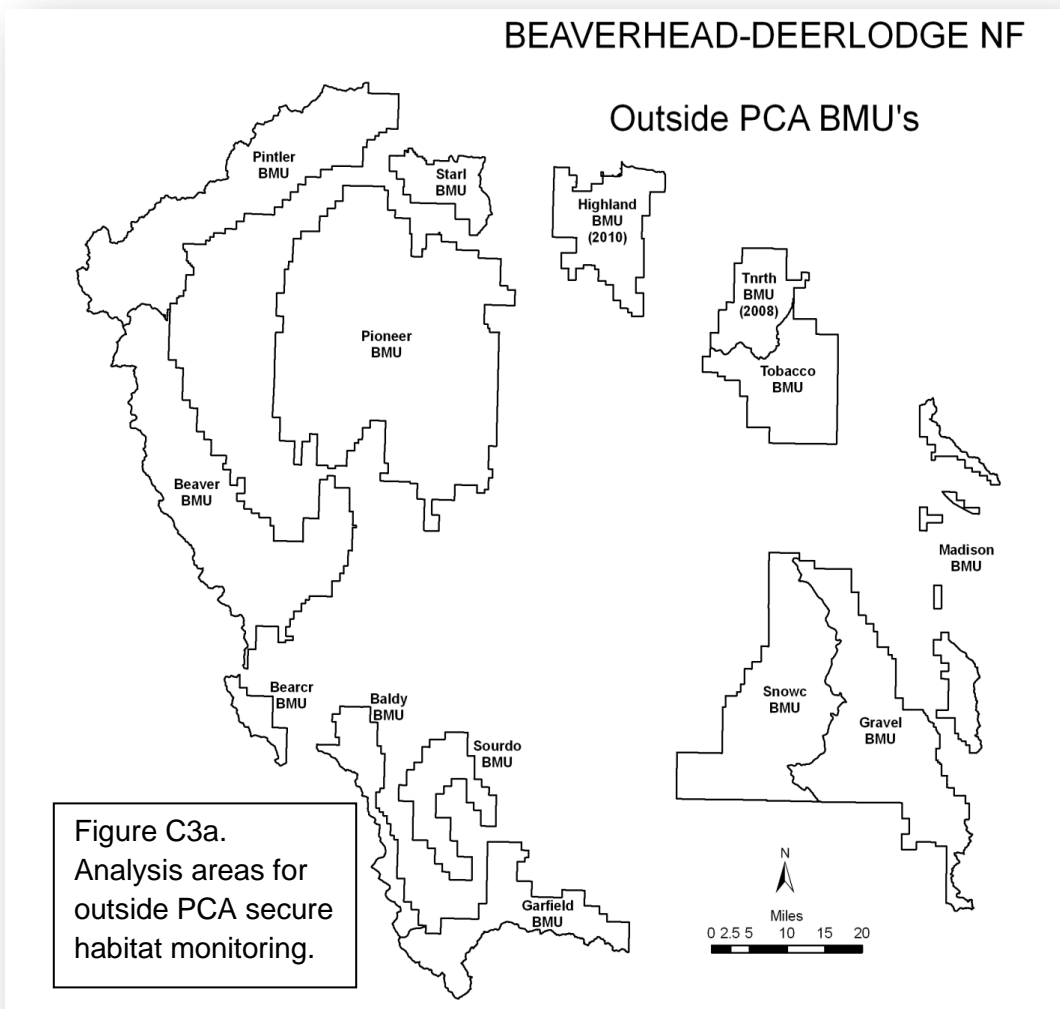 BEAVERHEAD-DEERLODGE NF
Outside PCA BMU's
Pintler
BMU
Starl
BMU
Highland
BMU
(2010)
Tnrth
BMU
(2008)
Pioneer
BMU
Tobacco
BMU
Beaver
BMU
Madison
BMU
Bearcr
BMU
Baldy
BMU
Snowc
BMU
Gravel
BMU
Sourdo
BMU
Garfield
BMU
Figure C3a.
Analysis areas for
outside PCA secure
habitat monitoring.
N
Miles
0 2.5 5 10 15 20